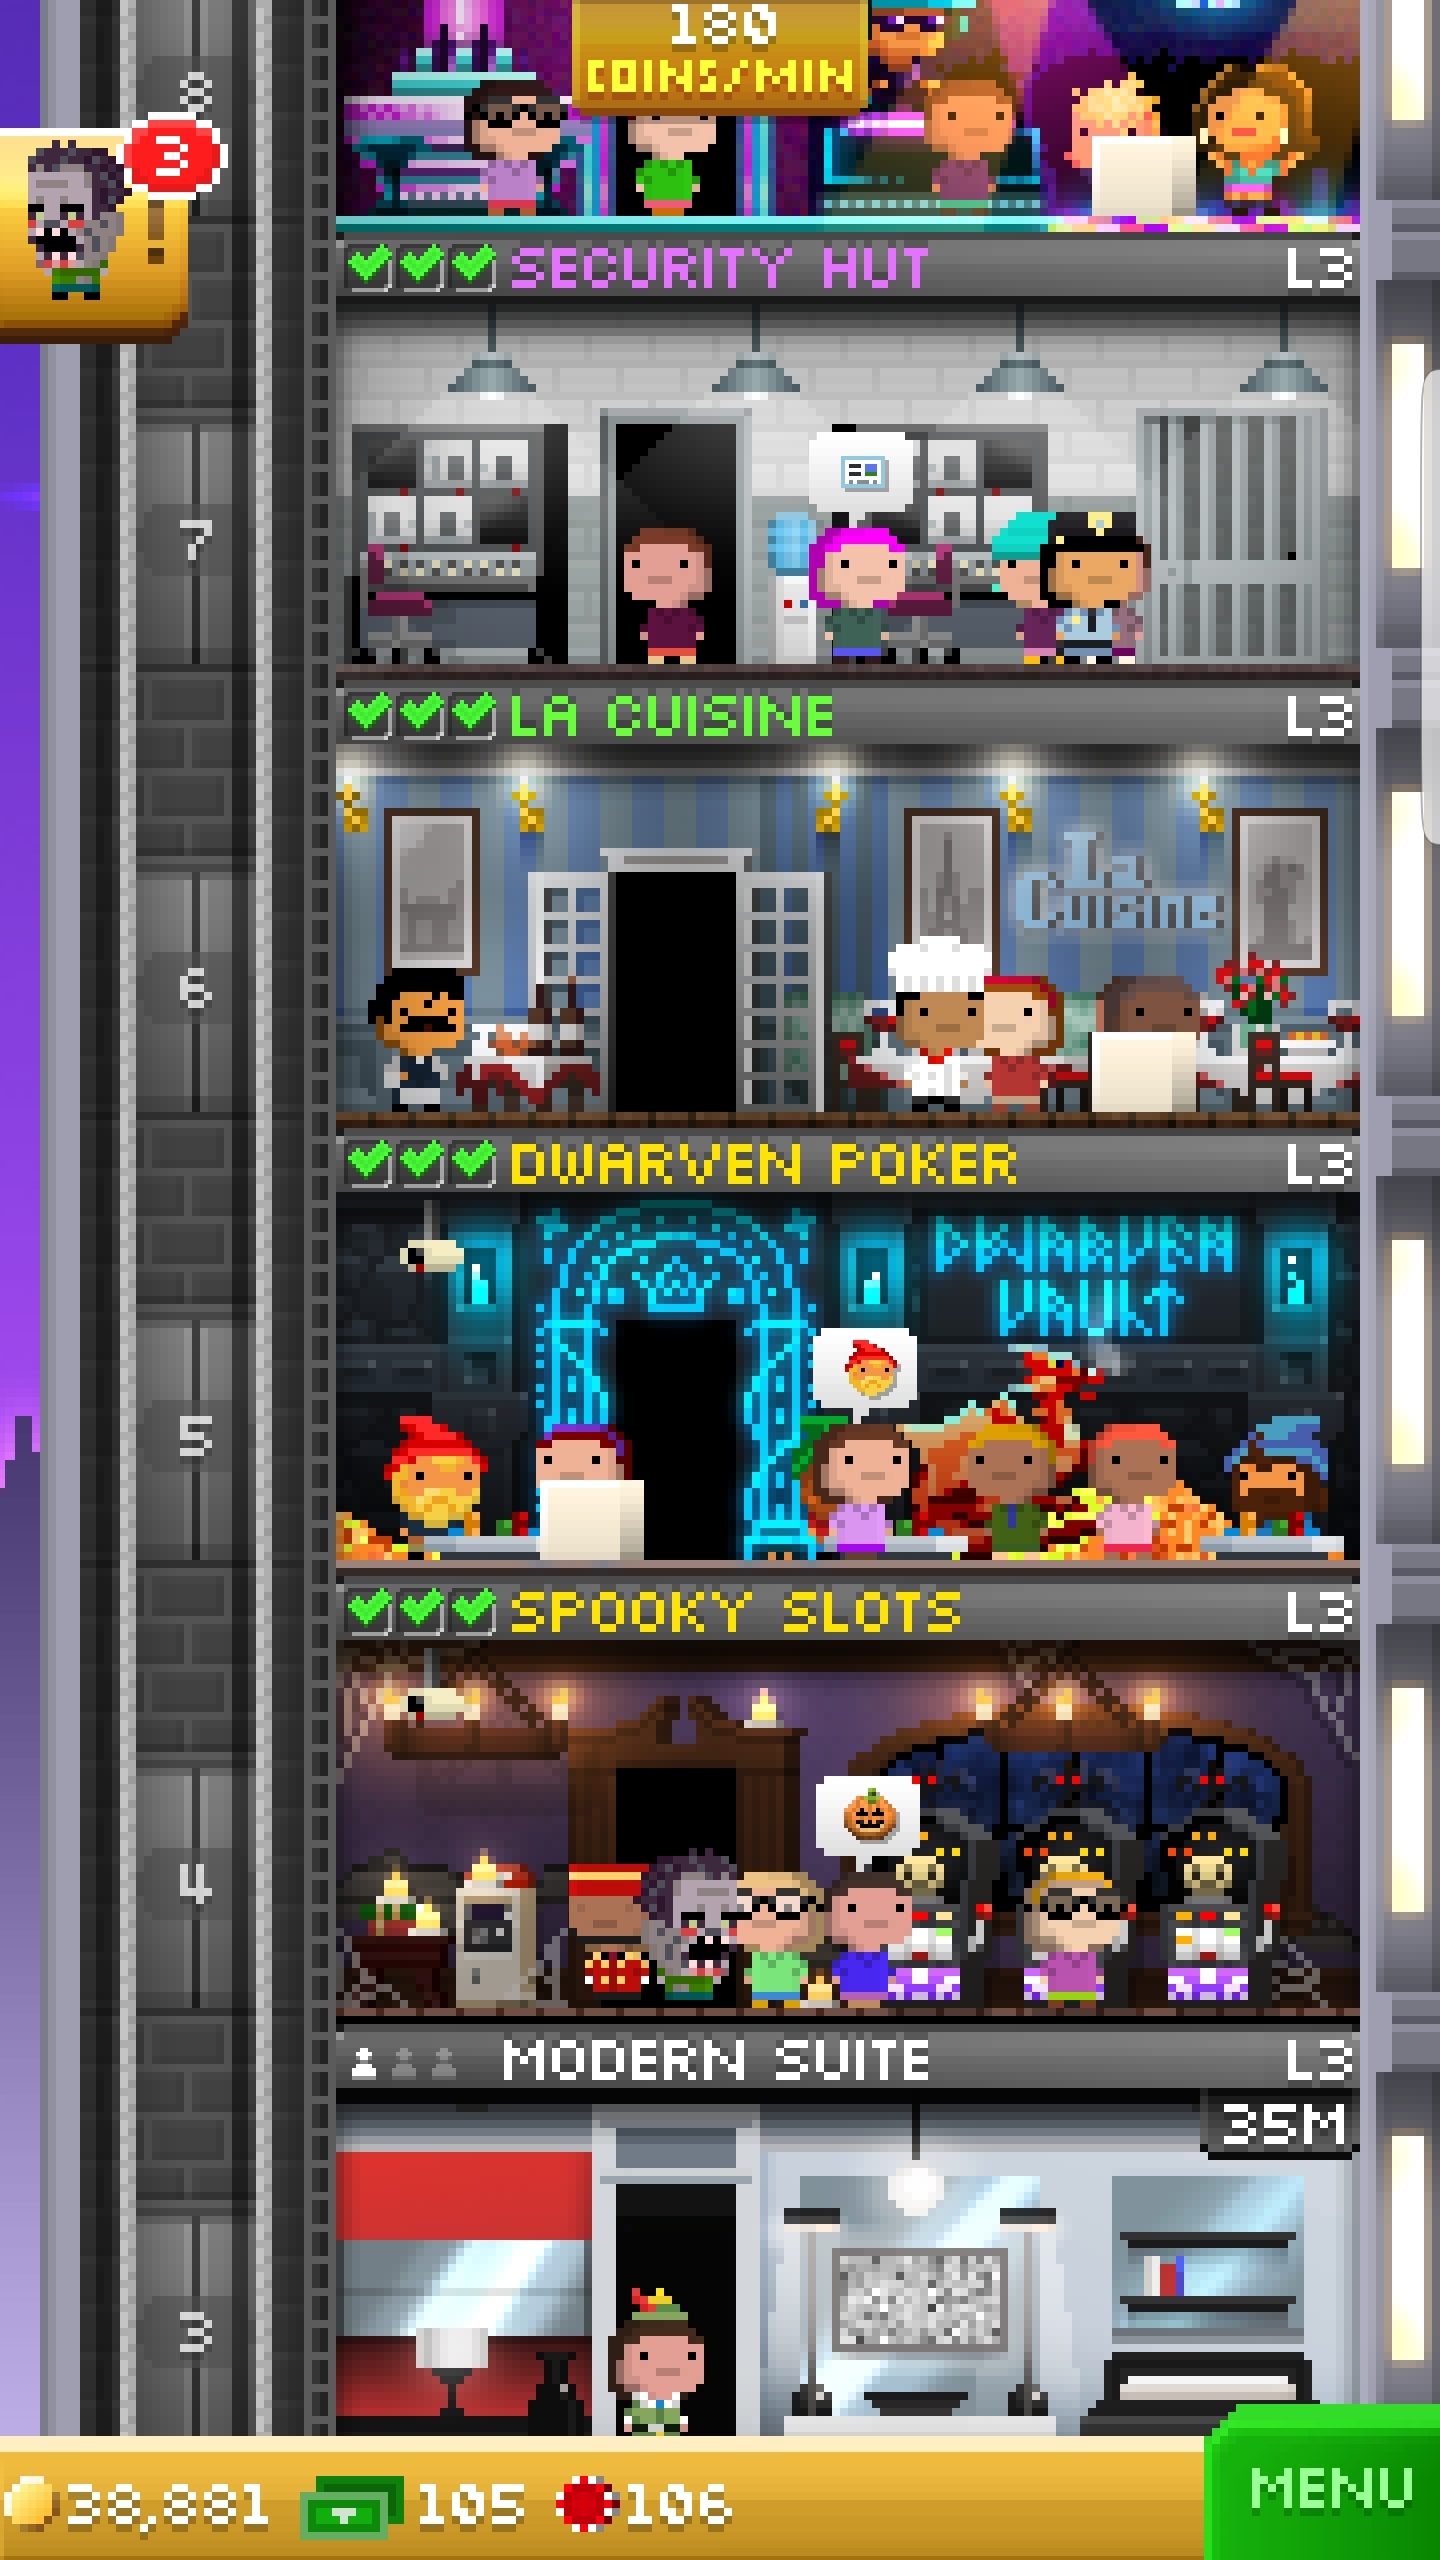 180
COINS/MIN
8
3
!
SECURITY HUT L3
7
LA CUISINE L3
La
Cuisine
6
DWARVEN POKER L3
DWARVEN
VAULT
5
SPOOKY SLOTS L3
4
MODERN SUITE L3
35M
3
38,881 105 106
MENU